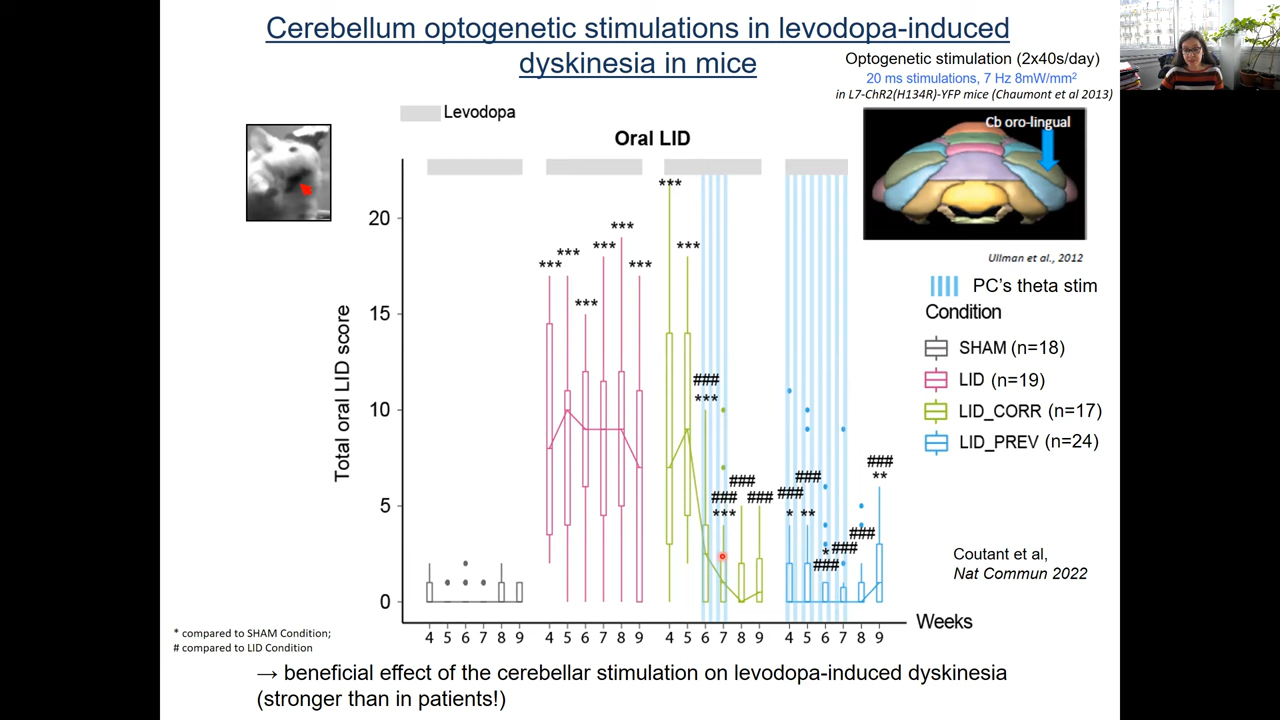 Cerebellum optogenetic stimulations in levodopa-induced
dyskinesia in mice
Optogenetic stimulation (2x40s/day)
20 ms stimulations, 7 Hz 8mW/mm²
in L7-ChR2(H134R)-YFP mice (Chaumont et al 2013)
Levodopa
Cb oro-lingual
Oral LID
Ullman et al., 2012
PC's theta stim
Condition
SHAM (n=18)
LID (n=19)
LID_CORR (n=17)
LID_PREV (n=24)
Total oral LID score
20
15
10
5
0
*** *** *** *** *** ***
*** *** ### *** ### *** ### ###
### * ### ** * ### ### ### ### **
4 5 6 7 8 9 4 5 6 7 8 9 4 5 6 7 8 9 4 5 6 7 8 9
Weeks
Coutant et al,
Nat Commun 2022
* compared to SHAM Condition;
# compared to LID Condition
→ beneficial effect of the cerebellar stimulation on levodopa-induced dyskinesia
(stronger than in patients!)